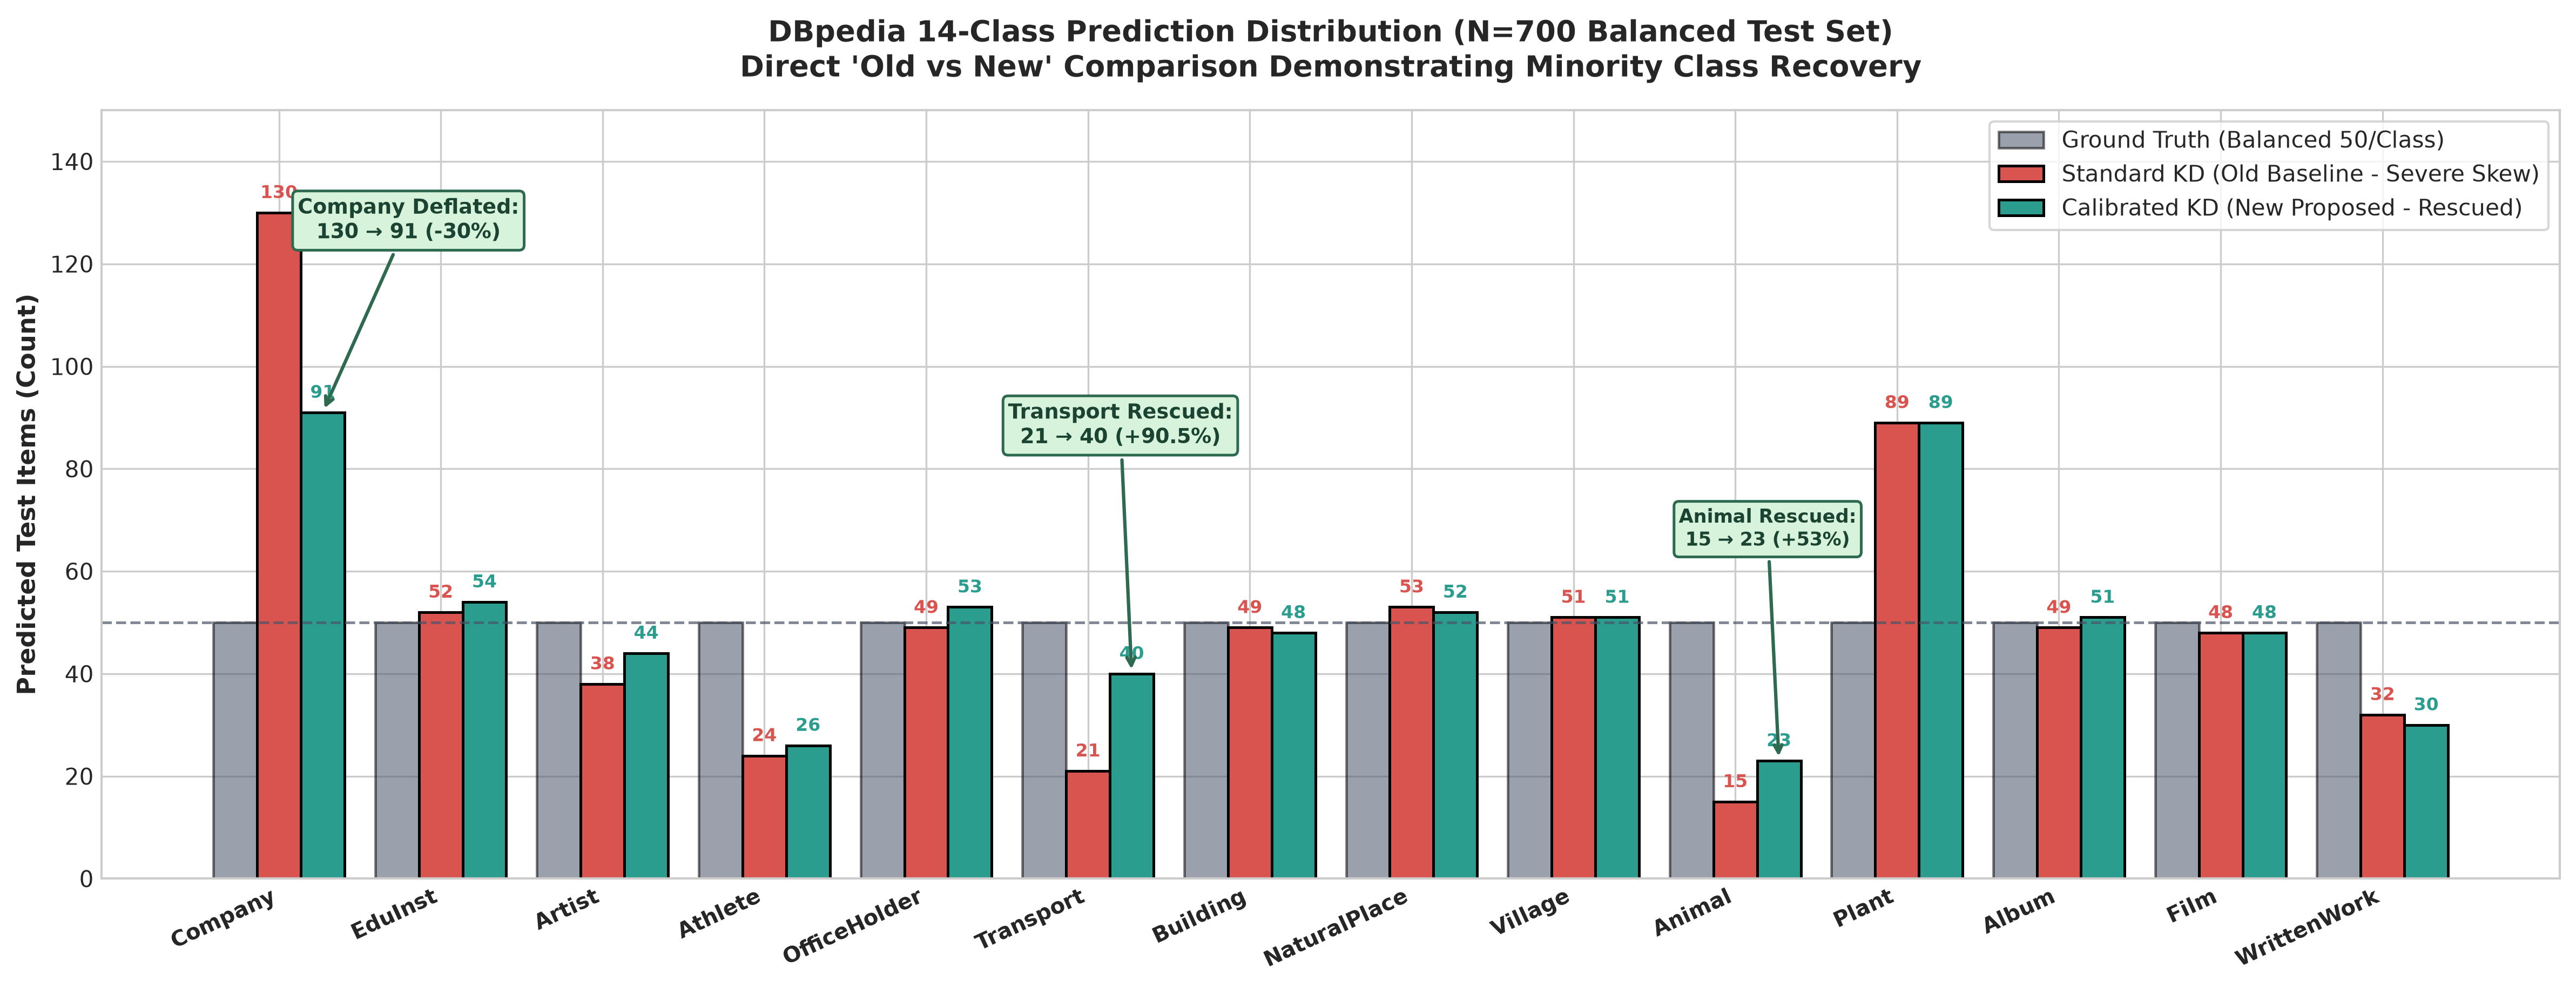 DBpedia 14-Class Prediction Distribution (N=700 Balanced Test Set)
Direct 'Old vs New' Comparison Demonstrating Minority Class Recovery
Ground Truth (Balanced 50/Class)
Standard KD (Old Baseline - Severe Skew)
Calibrated KD (New Proposed - Rescued)
Predicted Test Items (Count)
140
120
100
80
60
40
20
0
130
91
Company Deflated:
130 → 91 (-30%)
52
54
38
44
24
26
49
53
Transport Rescued:
21 → 40 (+90.5%)
21
40
49
48
53
52
51
51
Animal Rescued:
15 → 23 (+53%)
15
23
89
89
49
51
48
48
32
30
Company
EduInst
Artist
Athlete
OfficeHolder
Transport
Building
NaturalPlace
Village
Animal
Plant
Album
Film
WrittenWork